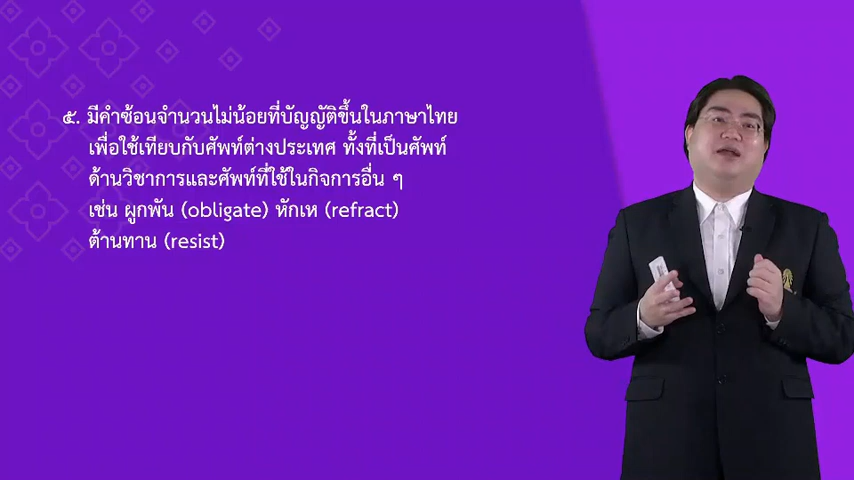 ๕. มีคำซ้อนจำนวนไม่น้อยที่บัญญัติขึ้นในภาษาไทย
เพื่อใช้เทียบกับศัพท์ต่างประเทศ ทั้งที่เป็นศัพท์
ด้านวิชาการและศัพท์ที่ใช้ในกิจการอื่น ๆ
เช่น ผูกพัน (obligate) หักเห (refract)
ต้านทาน (resist)